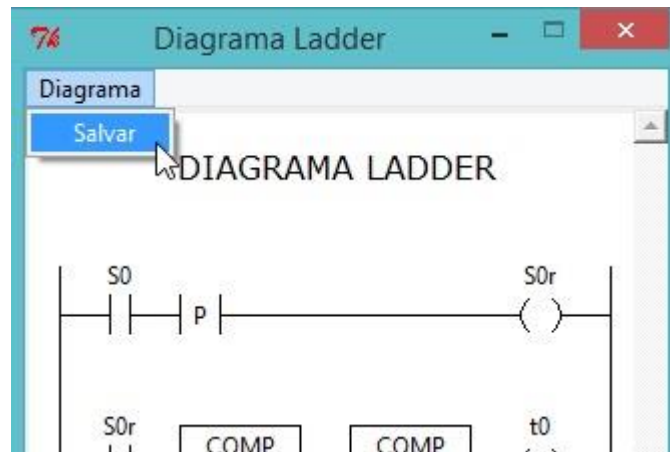 Diagrama Ladder
Diagrama
Salvar
DIAGRAMA LADDER
S0 S0r
P
S0r t0
COMP COMP